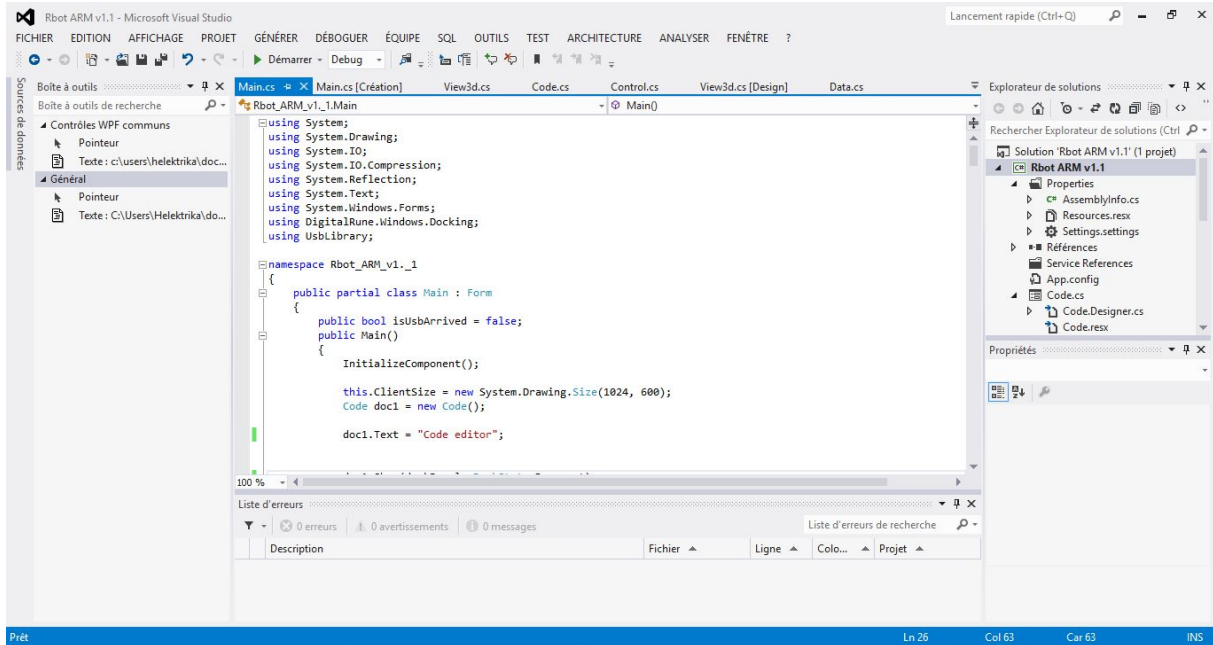 Rbot ARM v1.1 - Microsoft Visual Studio
Lancement rapide (Ctrl+Q)
FICHIER EDITION AFFICHAGE PROJET GÉNÉRER DÉBOGUER ÉQUIPE SQL OUTILS TEST ARCHITECTURE ANALYSER FENÊTRE ?
Démarrer Debug
Sources de données
Boîte à outils
Boîte à outils de recherche
Contrôles WPF communs
Pointeur
Texte : c:\users\helektrika\doc...
Général
Pointeur
Texte : C:\Users\Helektrika\do...
Main.cs Main.cs [Création] View3d.cs Code.cs Control.cs View3d.cs [Design] Data.cs
Rbot_ARM_v1._1.Main Main()
using System;
using System.Drawing;
using System.IO;
using System.IO.Compression;
using System.Reflection;
using System.Text;
using System.Windows.Forms;
using DigitalRune.Windows.Docking;
using UsbLibrary;
namespace Rbot_ARM_v1._1
{
public partial class Main : Form
{
public bool isUsbArrived = false;
public Main()
{
InitializeComponent();
this.ClientSize = new System.Drawing.Size(1024, 600);
Code doc1 = new Code();
doc1.Text = "Code editor";
100 %
Liste d'erreurs
0 erreurs 0 avertissements 0 messages
Liste d'erreurs de recherche
Description Fichier Ligne Colo... Projet
Explorateur de solutions
Rechercher Explorateur de solutions (Ctrl
Solution 'Rbot ARM v1.1' (1 projet)
Rbot ARM v1.1
Properties
AssemblyInfo.cs
Resources.resx
Settings.settings
Références
Service References
App.config
Code.cs
Code.Designer.cs
Code.resx
Propriétés
Prêt
Ln 26 Col 63 Car 63 INS